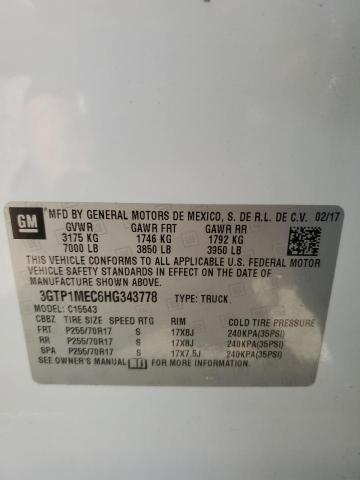 GM
MFD BY GENERAL MOTORS DE MEXICO, S. DE R.L. DE C.V. 02/17
GVWR GAWR FRT GAWR RR
3175 KG 1746 KG 1792 KG
7000 LB 3850 LB 3950 LB
THIS VEHICLE CONFORMS TO ALL APPLICABLE U.S. FEDERAL MOTOR
VEHICLE SAFETY STANDARDS IN EFFECT ON THE DATE OF
MANUFACTURE SHOWN ABOVE.
3GTP1MEC6HG343778 TYPE: TRUCK
MODEL: C15543
CBBZ TIRE SIZE SPEED RTG RIM COLD TIRE PRESSURE
FRT P255/70R17 S 17X8J 240KPA(35PSI)
RR P255/70R17 S 17X8J 240KPA(35PSI)
SPA P255/70R17 S 17X7.5J 240KPA(35PSI)
SEE OWNER'S MANUAL FOR MORE INFORMATION